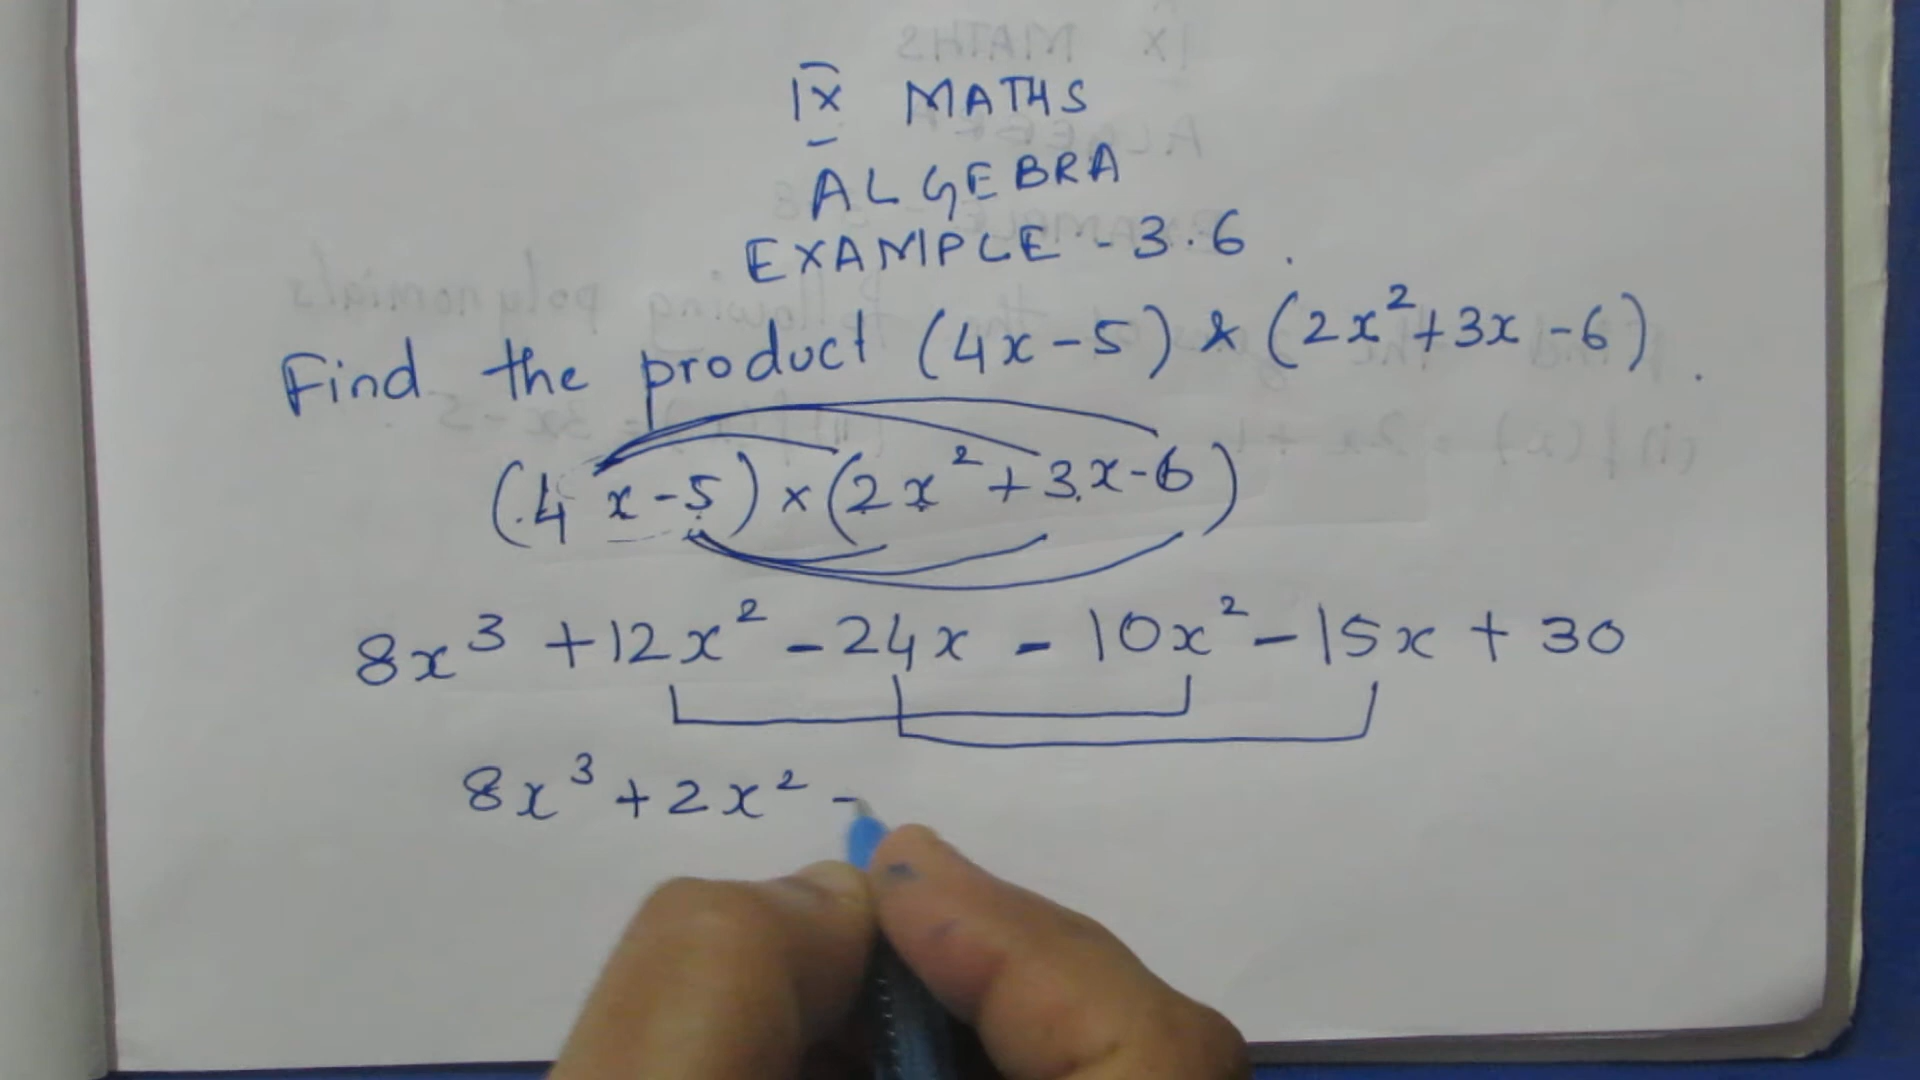 IX MATHS
ALGEBRA
EXAMPLE - 3.6.
Find the product (4x-5) & (2x²+3x-6).
(4x-5)×(2x²+3x-6)
8x³ +12x² -24x - 10x² -15x + 30
8x³ +2x² -